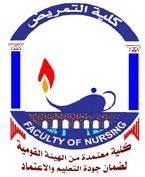 كلية التمريض
FACULTY OF NURSING
كلية معتمدة من الهيئة القومية
لضمان جودة التعليم والاعتماد